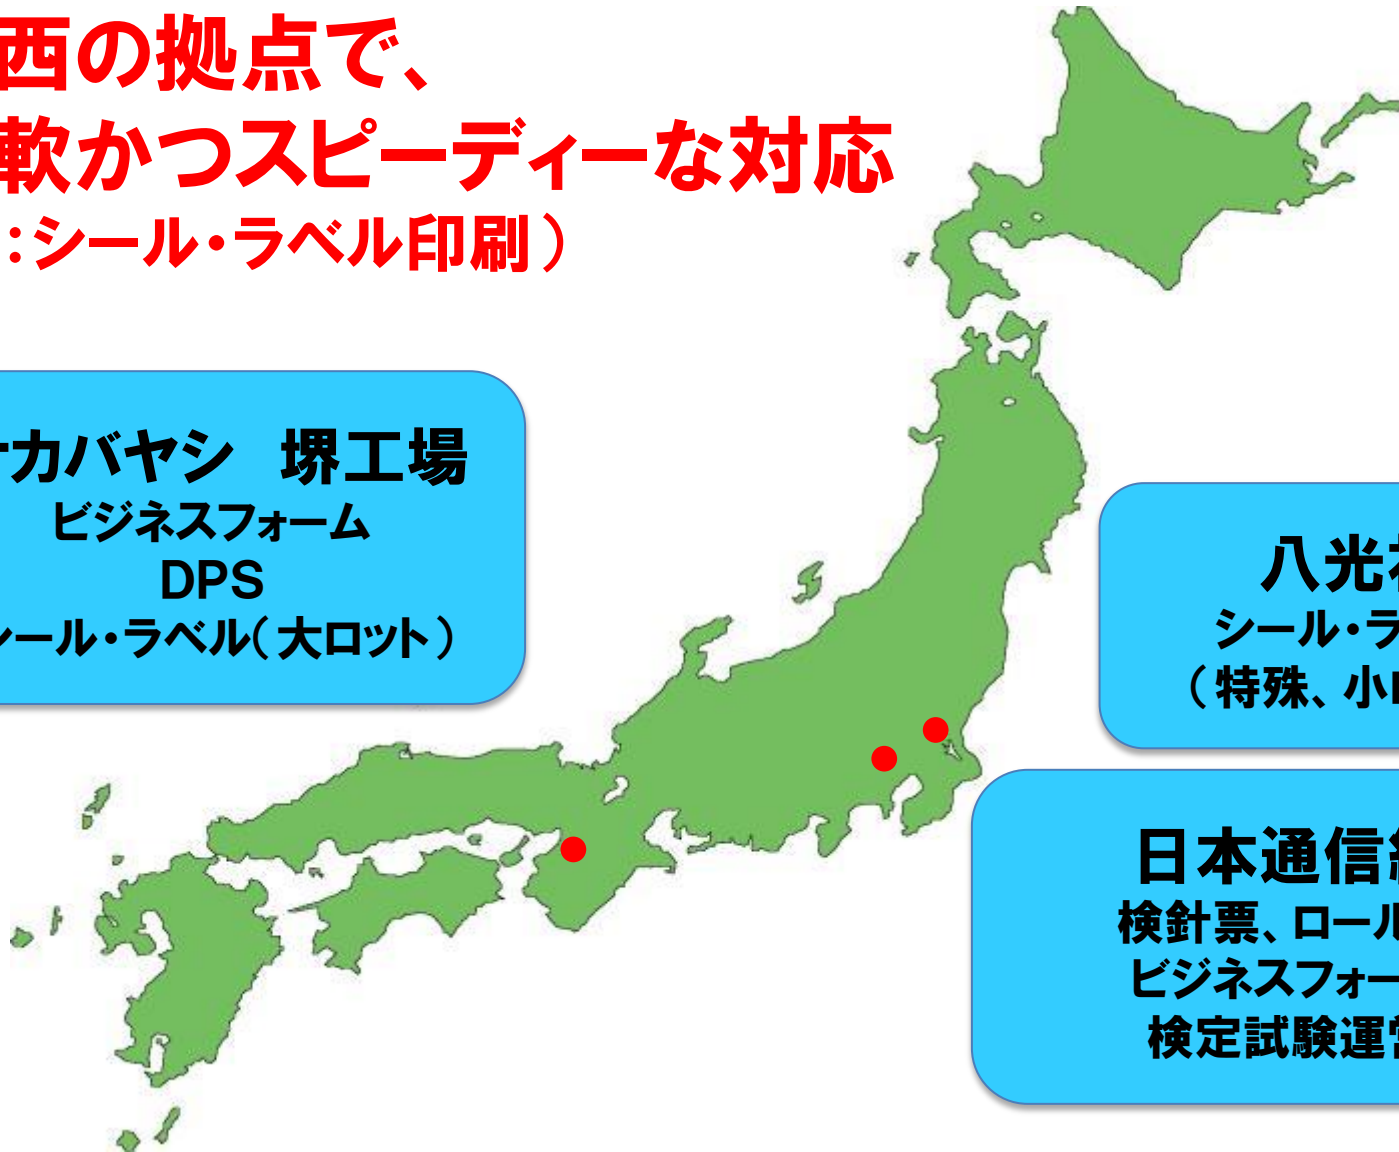 西の拠点で、
軟かつスピーディーな対応
：シール・ラベル印刷）
カバヤシ　堺工場
ビジネスフォーム
DPS
ール・ラベル（大ロット）
八光
シール・ラ
（特殊、小
日本通信
検針票、ロール
ビジネスフォー
検定試験運